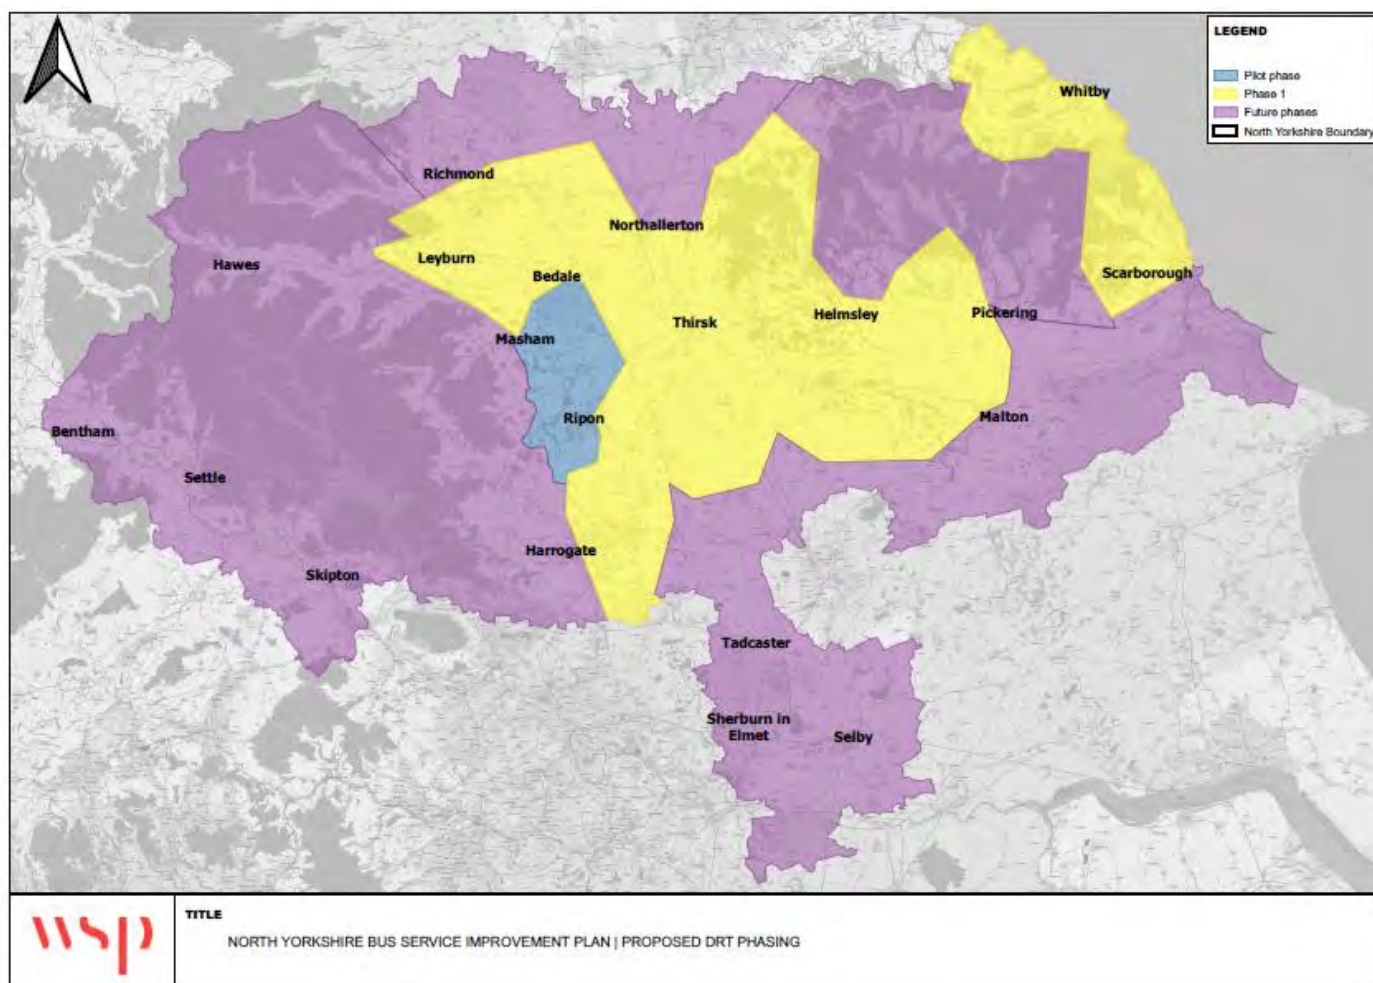 LEGEND
Pilot phase
Phase 1
Future phases
North Yorkshire Boundary
Whitby
Richmond
Northallerton
Hawes
Leyburn
Bedale
Scarborough
Thirsk
Helmsley
Pickering
Masham
Ripon
Malton
Bentham
Settle
Harrogate
Skipton
Tadcaster
Sherburn in
Elmet
Selby
wsp
TITLE
NORTH YORKSHIRE BUS SERVICE IMPROVEMENT PLAN | PROPOSED DRT PHASING